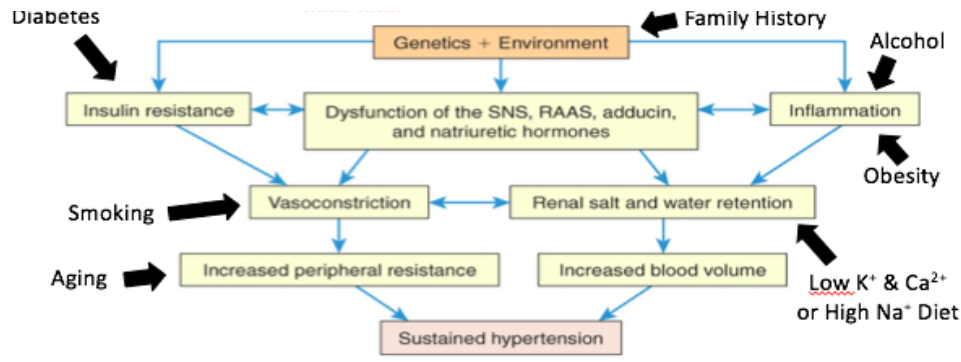 Diabetes
Family History
Genetics + Environment
Alcohol
Insulin resistance
Dysfunction of the SNS, RAAS, adducin,
and natriuretic hormones
Inflammation
Obesity
Smoking
Vasoconstriction
Renal salt and water retention
Aging
Increased peripheral resistance
Increased blood volume
Low K⁺ & Ca²⁺
or High Na⁺ Diet
Sustained hypertension